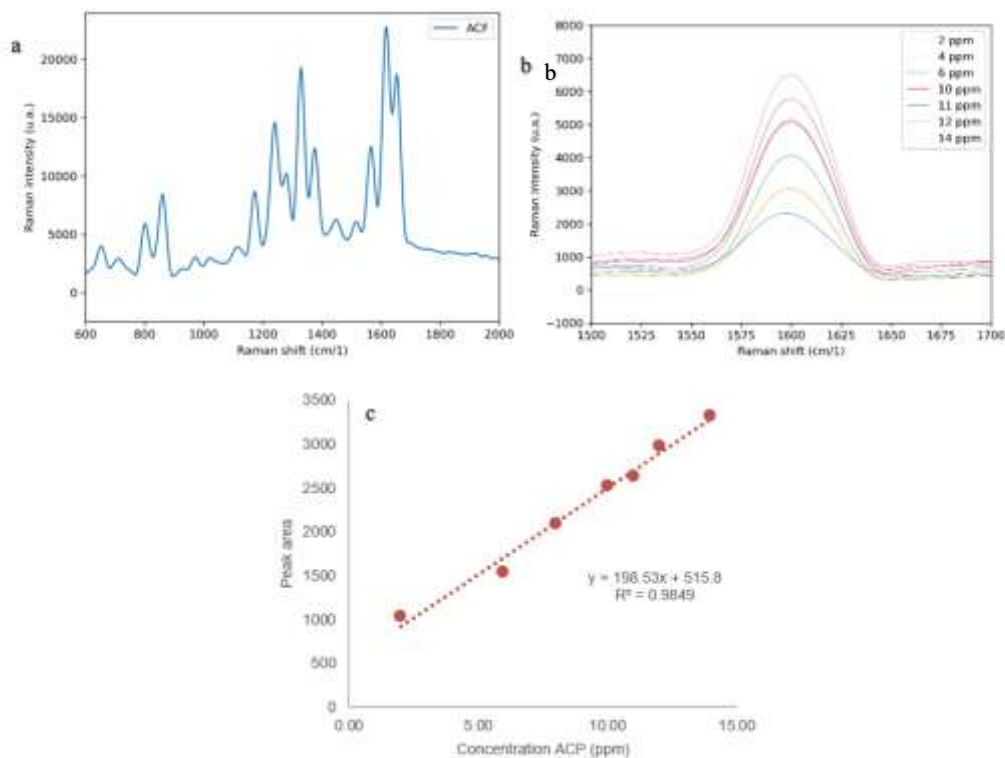 a
ACP
Raman intensity (u.a.)
20000
15000
10000
5000
0
600
800
1000
1200
1400
1600
1800
2000
Raman shift (cm/1)
b
b
8000
7000
6000
5000
4000
3000
2000
1000
0
−1000
Raman intensity (u.a.)
2 ppm
4 ppm
6 ppm
10 ppm
11 ppm
12 ppm
14 ppm
1500
1525
1550
1575
1600
1625
1650
1675
1700
Raman shift (cm/1)
c
3500
3000
2500
2000
1500
1000
500
0
Peak area
y = 198.53x + 515.8
R² = 0.9849
0.00
5.00
10.00
15.00
Concentration ACP (ppm)